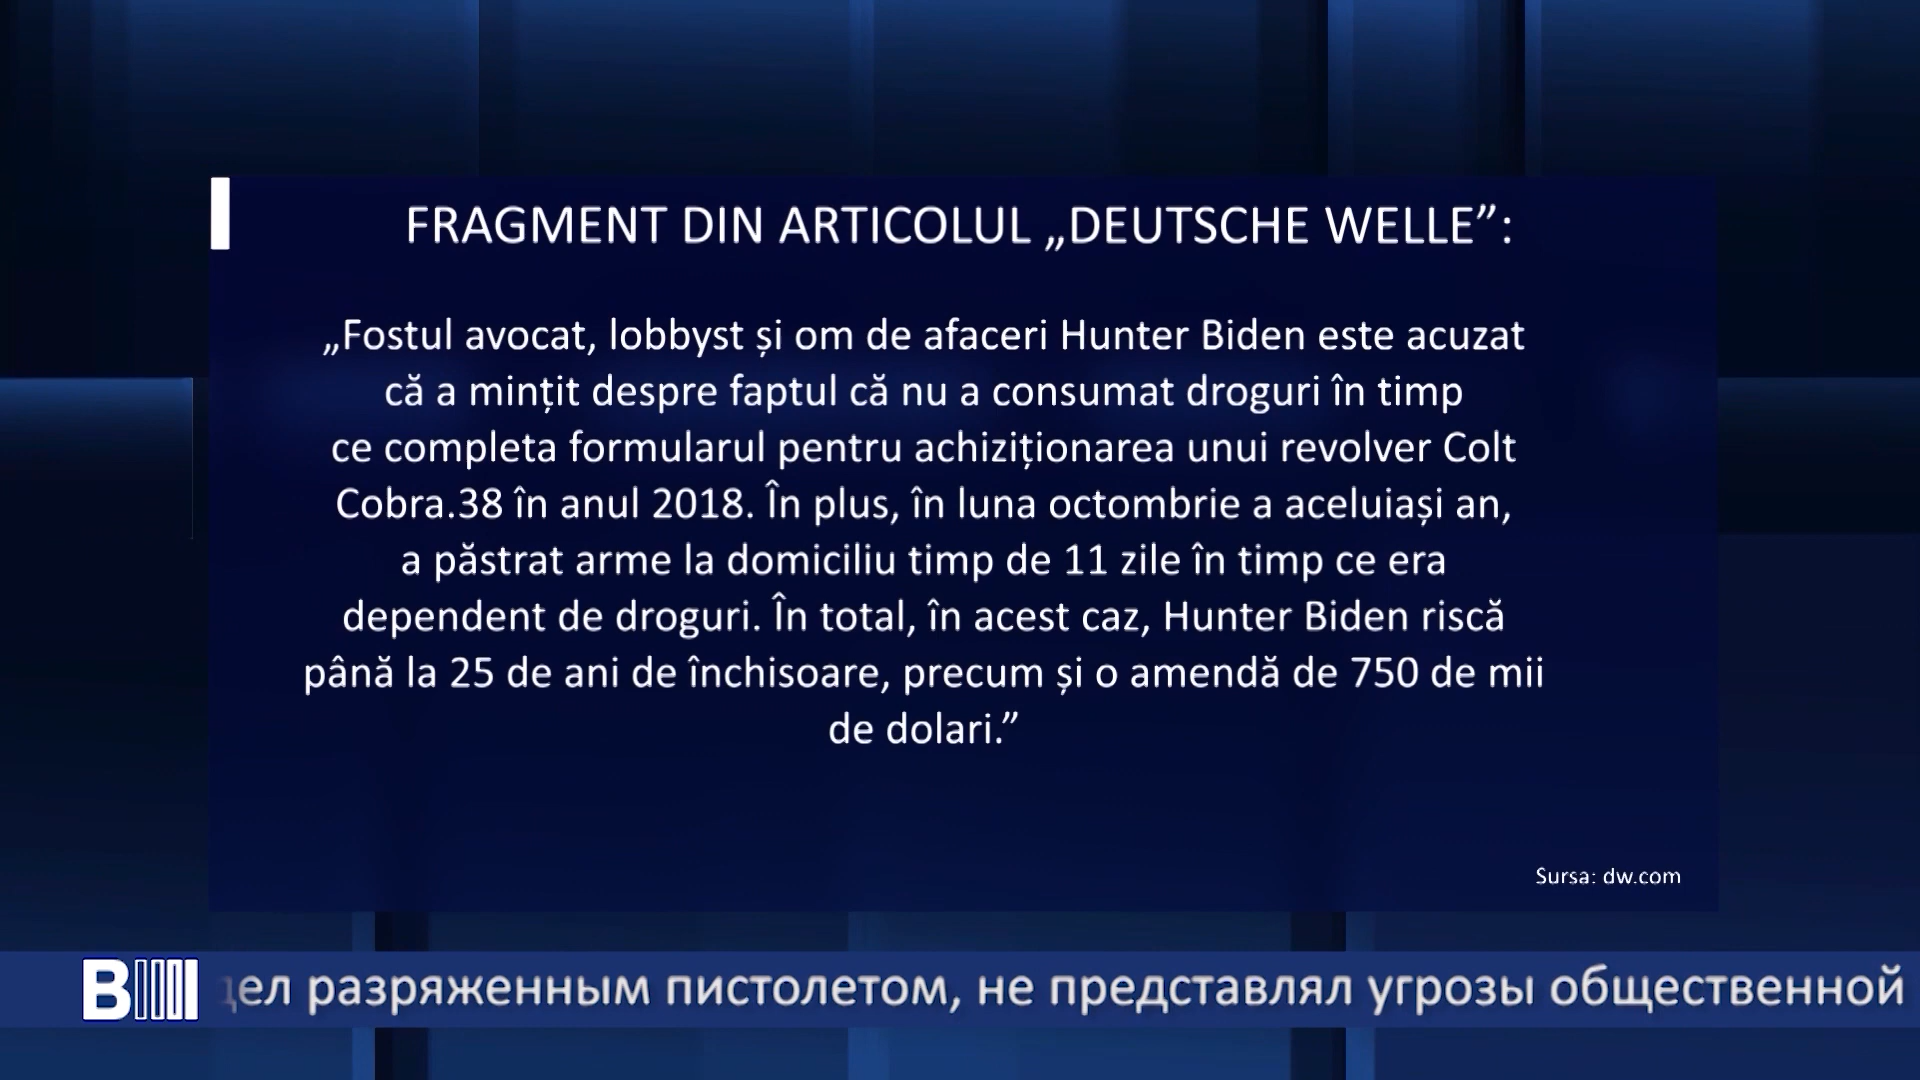 FRAGMENT DIN ARTICOLUL „DEUTSCHE WELLE”:
„Fostul avocat, lobbyst și om de afaceri Hunter Biden este acuzat
că a mințit despre faptul că nu a consumat droguri în timp
ce completa formularul pentru achiziționarea unui revolver Colt
Cobra.38 în anul 2018. În plus, în luna octombrie a aceluiași an,
a păstrat arme la domiciliu timp de 11 zile în timp ce era
dependent de droguri. În total, în acest caz, Hunter Biden riscă
până la 25 de ani de închisoare, precum și o amendă de 750 de mii
de dolari.”
Sursa: dw.com
разряженным пистолетом, не представлял угрозы общественной